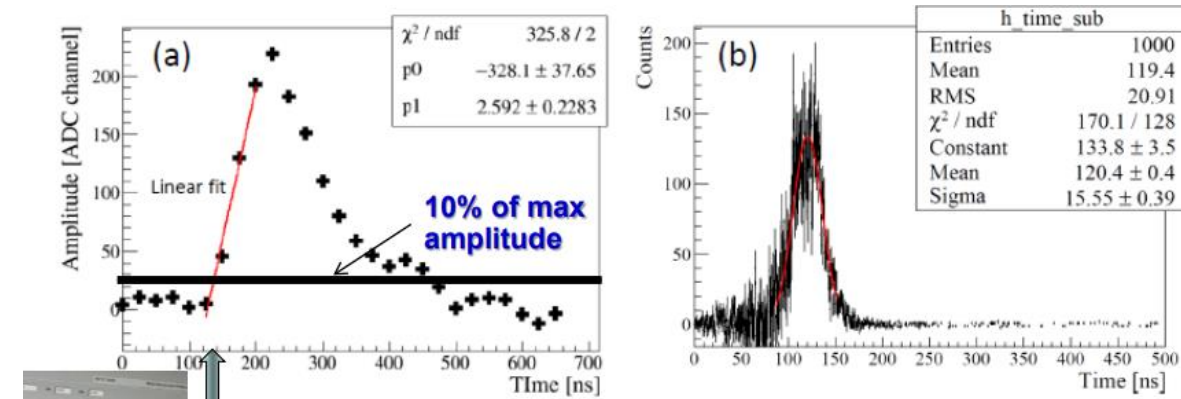 (a)
χ² / ndf 325.8 / 2
p0 −328.1 ± 37.65
p1 2.592 ± 0.2283
Amplitude [ADC channel]
200
150
100
50
0
Linear fit
10% of max
amplitude
0 100 200 300 400 500 600 700
TIme [ns]
(b)
h_time_sub
Entries 1000
Mean 119.4
RMS 20.91
χ² / ndf 170.1 / 128
Constant 133.8 ± 3.5
Mean 120.4 ± 0.4
Sigma 15.55 ± 0.39
Counts
200
150
100
50
0
0 50 100 150 200 250 300 350 400 450 500
Time [ns]